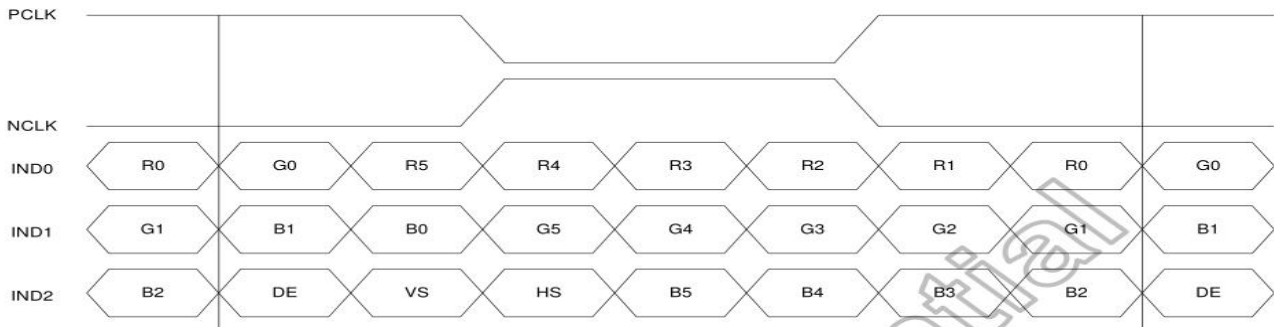 PCLK
NCLK
IND0 R0 G0 R5 R4 R3 R2 R1 R0 G0
IND1 G1 B1 B0 G5 G4 G3 G2 G1 B1
IND2 B2 DE VS HS B5 B4 B3 B2 DE
ntial